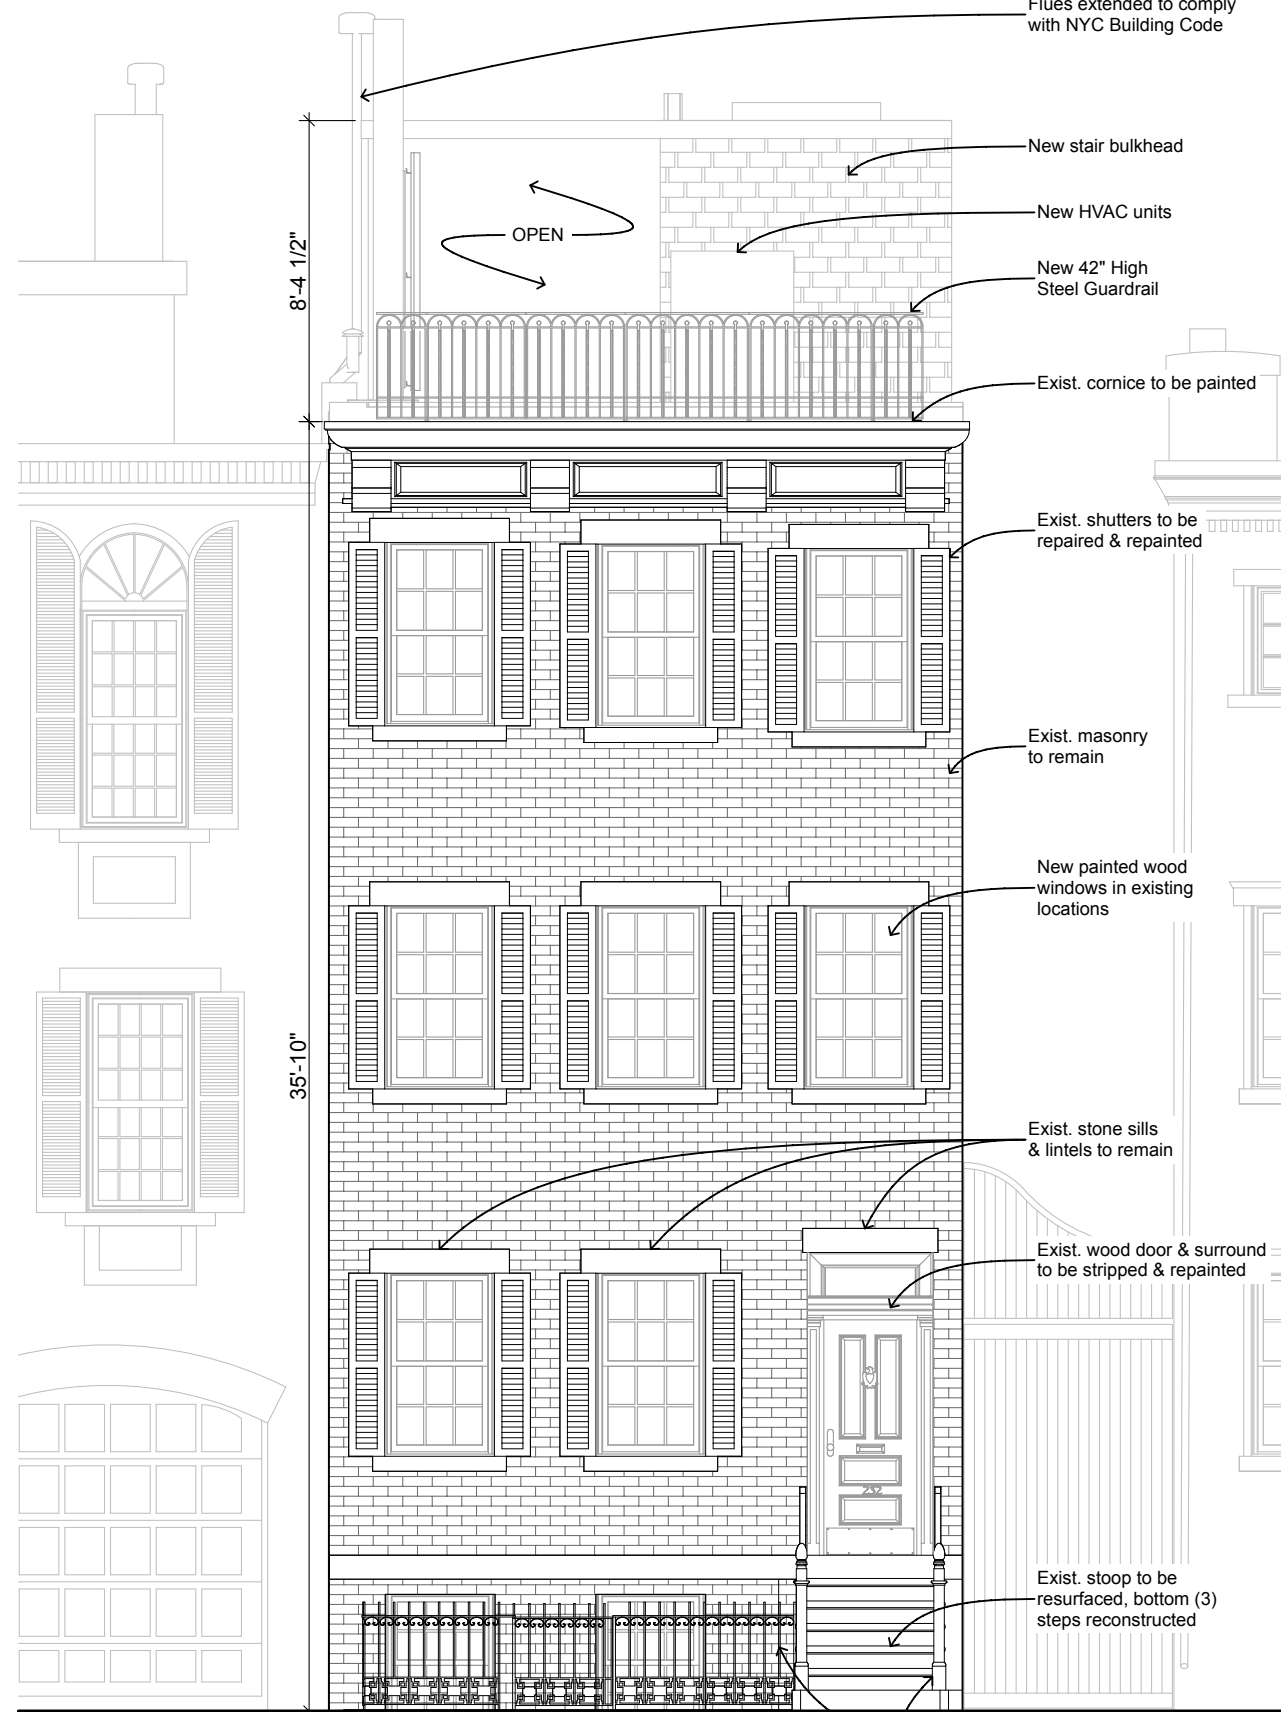 Flues extended to comply
with NYC Building Code
New stair bulkhead
New HVAC units
OPEN
New 42" High
Steel Guardrail
8'-4 1/2"
Exist. cornice to be painted
Exist. shutters to be
repaired & repainted
Exist. masonry
to remain
New painted wood
windows in existing
locations
35'-10"
Exist. stone sills
& lintels to remain
Exist. wood door & surround
to be stripped & repainted
232
Exist. stoop to be
resurfaced, bottom (3)
steps reconstructed